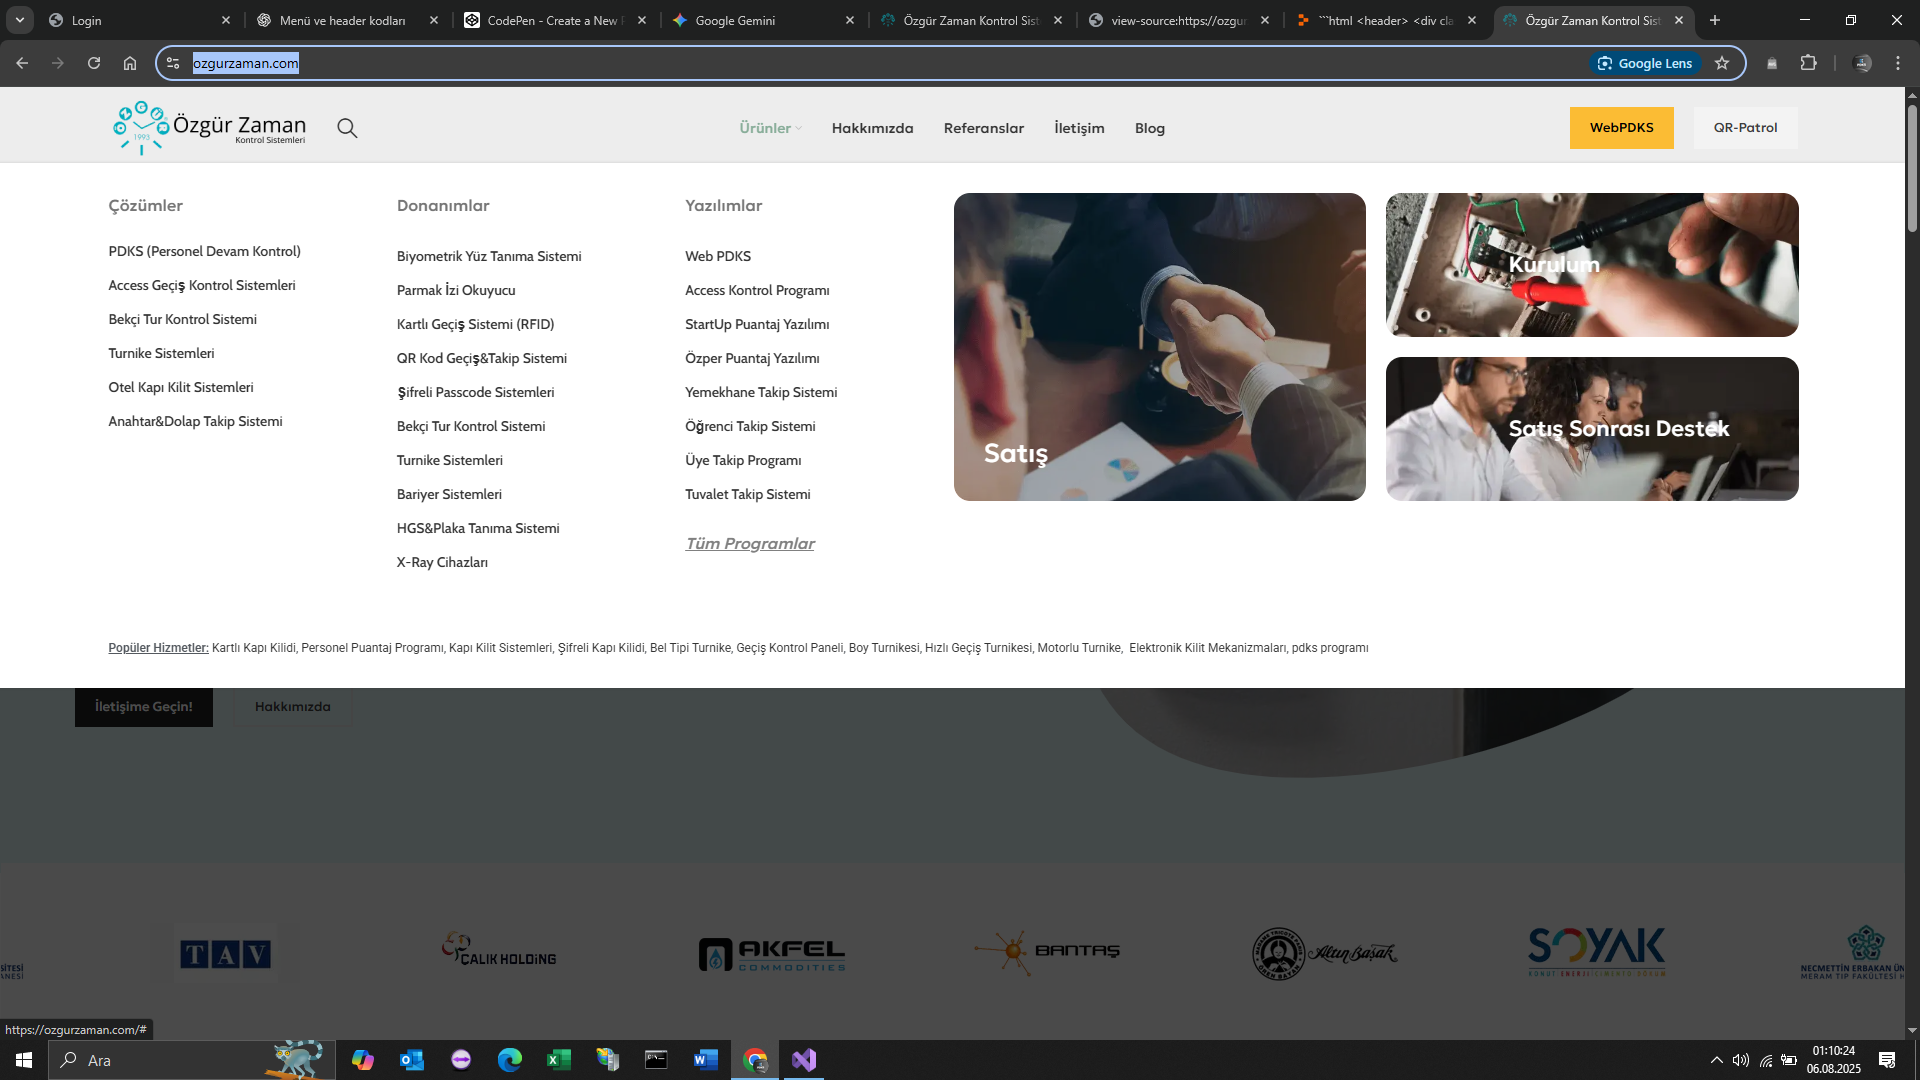 Login
Menü ve header kodları
CodePen - Create a New
Google Gemini
Özgür Zaman Kontrol Sist
view-source:https://ozgur
```html <header> <div cla
Özgür Zaman Kontrol Sist
ozgurzaman.com
Google Lens
1995
Özgür Zaman
Kontrol Sistemleri
Ürünler
Hakkımızda
Referanslar
İletişim
Blog
WebPDKS
QR-Patrol
Çözümler
PDKS (Personel Devam Kontrol)
Access Geçiş Kontrol Sistemleri
Bekçi Tur Kontrol Sistemi
Turnike Sistemleri
Otel Kapı Kilit Sistemleri
Anahtar&Dolap Takip Sistemi
Donanımlar
Biyometrik Yüz Tanıma Sistemi
Parmak İzi Okuyucu
Kartlı Geçiş Sistemi (RFID)
QR Kod Geçiş&Takip Sistemi
Şifreli Passcode Sistemleri
Bekçi Tur Kontrol Sistemi
Turnike Sistemleri
Bariyer Sistemleri
HGS&Plaka Tanıma Sistemi
X-Ray Cihazları
Yazılımlar
Web PDKS
Access Kontrol Programı
StartUp Puantaj Yazılımı
Özper Puantaj Yazılımı
Yemekhane Takip Sistemi
Öğrenci Takip Sistemi
Üye Takip Programı
Tuvalet Takip Sistemi
Tüm Programlar
Satış
Kurulum
Satış Sonrası Destek
Popüler Hizmetler: Kartlı Kapı Kilidi, Personel Puantaj Programı, Kapı Kilit Sistemleri, Şifreli Kapı Kilidi, Bel Tipi Turnike, Geçiş Kontrol Paneli, Boy Turnikesi, Hızlı Geçiş Turnikesi, Motorlu Turnike,  Elektronik Kilit Mekanizmaları, pdks programı
İletişime Geçin!
Hakkımızda
TAV
ÇALIK HOLDİNG
AKFEL
COMMODITIES
BANTAŞ
Altın Başak
SOYAK
NECMETTİN ERBAKAN ÜN
MERAM TIP FAKÜLTESİ H
https://ozgurzaman.com/#
Ara
01:10:24
06.08.2025